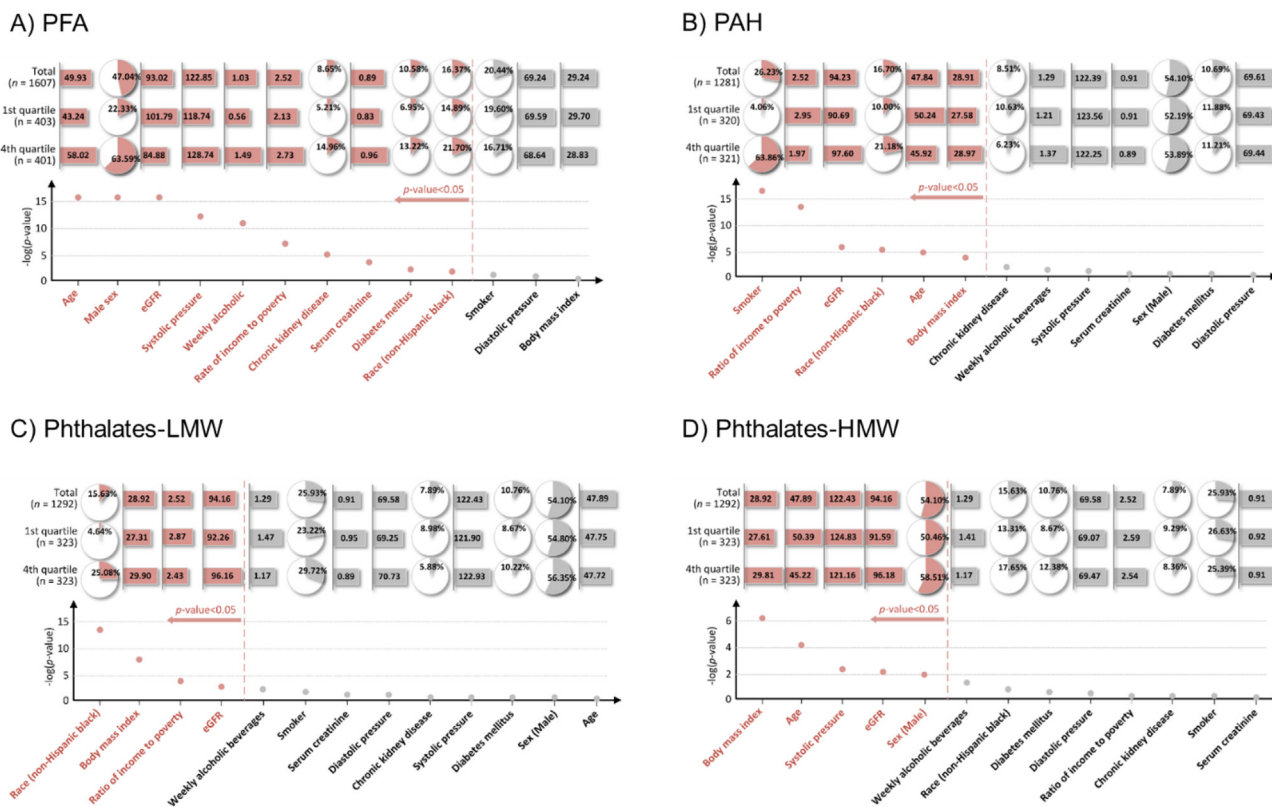 A) PFA
Total 49.93 47.04% 93.02 122.85 1.03 2.52 8.65% 0.89 10.58% 16.37% 20.44% 69.24 29.24
(n = 1607)
1st quartile 43.24 22.33% 101.79 118.74 0.56 2.13 5.21% 0.83 6.95% 14.89% 19.60% 69.59 29.70
(n = 403)
4th quartile 58.02 63.59% 84.88 128.74 1.49 2.73 14.96% 0.96 13.22% 21.70% 16.71% 68.64 28.83
(n = 401)
p-value<0.05
-log(p-value)
15
10
5
0
Age
Male sex
eGFR
Systolic pressure
Weekly alcoholic
Rate of income to poverty
Chronic kidney disease
Serum creatinine
Diabetes mellitus
Race (non-Hispanic black)
Smoker
Diastolic pressure
Body mass index
B) PAH
Total 26.23% 2.52 94.23 16.70% 47.84 28.91 8.51% 1.29 122.39 0.91 54.10% 10.69% 69.61
(n = 1281)
1st quartile 4.06% 2.95 90.69 10.00% 50.24 27.58 10.63% 1.21 123.56 0.91 52.19% 11.88% 69.43
(n = 320)
4th quartile 63.86% 1.97 97.60 21.18% 45.92 28.97 6.23% 1.37 122.25 0.89 53.89% 11.21% 69.44
(n = 321)
p-value<0.05
-log(p-value)
15
10
5
0
Smoker
Ratio of income to poverty
eGFR
Race (non-Hispanic black)
Age
Body mass index
Chronic kidney disease
Weekly alcoholic beverages
Systolic pressure
Serum creatinine
Sex (Male)
Diabetes mellitus
Diastolic pressure
C) Phthalates-LMW
Total 15.63% 28.92 2.52 94.16 1.29 25.93% 0.91 69.58 7.89% 122.43 10.76% 54.10% 47.89
(n = 1292)
1st quartile 4.64% 27.31 2.87 92.26 1.47 23.22% 0.95 69.25 8.98% 121.90 8.67% 54.80% 47.75
(n = 323)
4th quartile 25.08% 29.90 2.43 96.16 1.17 29.72% 0.89 70.73 5.88% 122.93 10.22% 56.35% 47.72
(n = 323)
p-value<0.05
-log(p-value)
15
10
5
0
Race (non-Hispanic black)
Body mass index
Ratio of income to poverty
eGFR
Weekly alcoholic beverages
Smoker
Serum creatinine
Diastolic pressure
Chronic kidney disease
Systolic pressure
Diabetes mellitus
Sex (Male)
Age
D) Phthalates-HMW
Total 28.92 47.89 122.43 94.16 54.10% 1.29 15.63% 10.76% 69.58 2.52 7.89% 25.93% 0.91
(n = 1292)
1st quartile 27.61 50.39 124.83 91.59 50.46% 1.41 13.31% 8.67% 69.07 2.59 9.29% 26.63% 0.92
(n = 323)
4th quartile 29.81 45.22 121.16 96.18 58.51% 1.17 17.65% 12.38% 69.47 2.54 8.36% 25.39% 0.91
(n = 323)
p-value<0.05
-log(p-value)
6
4
2
0
Body mass index
Age
Systolic pressure
eGFR
Sex (Male)
Weekly alcoholic beverages
Race (non-Hispanic black)
Diabetes mellitus
Diastolic pressure
Ratio of income to poverty
Chronic kidney disease
Smoker
Serum creatinine